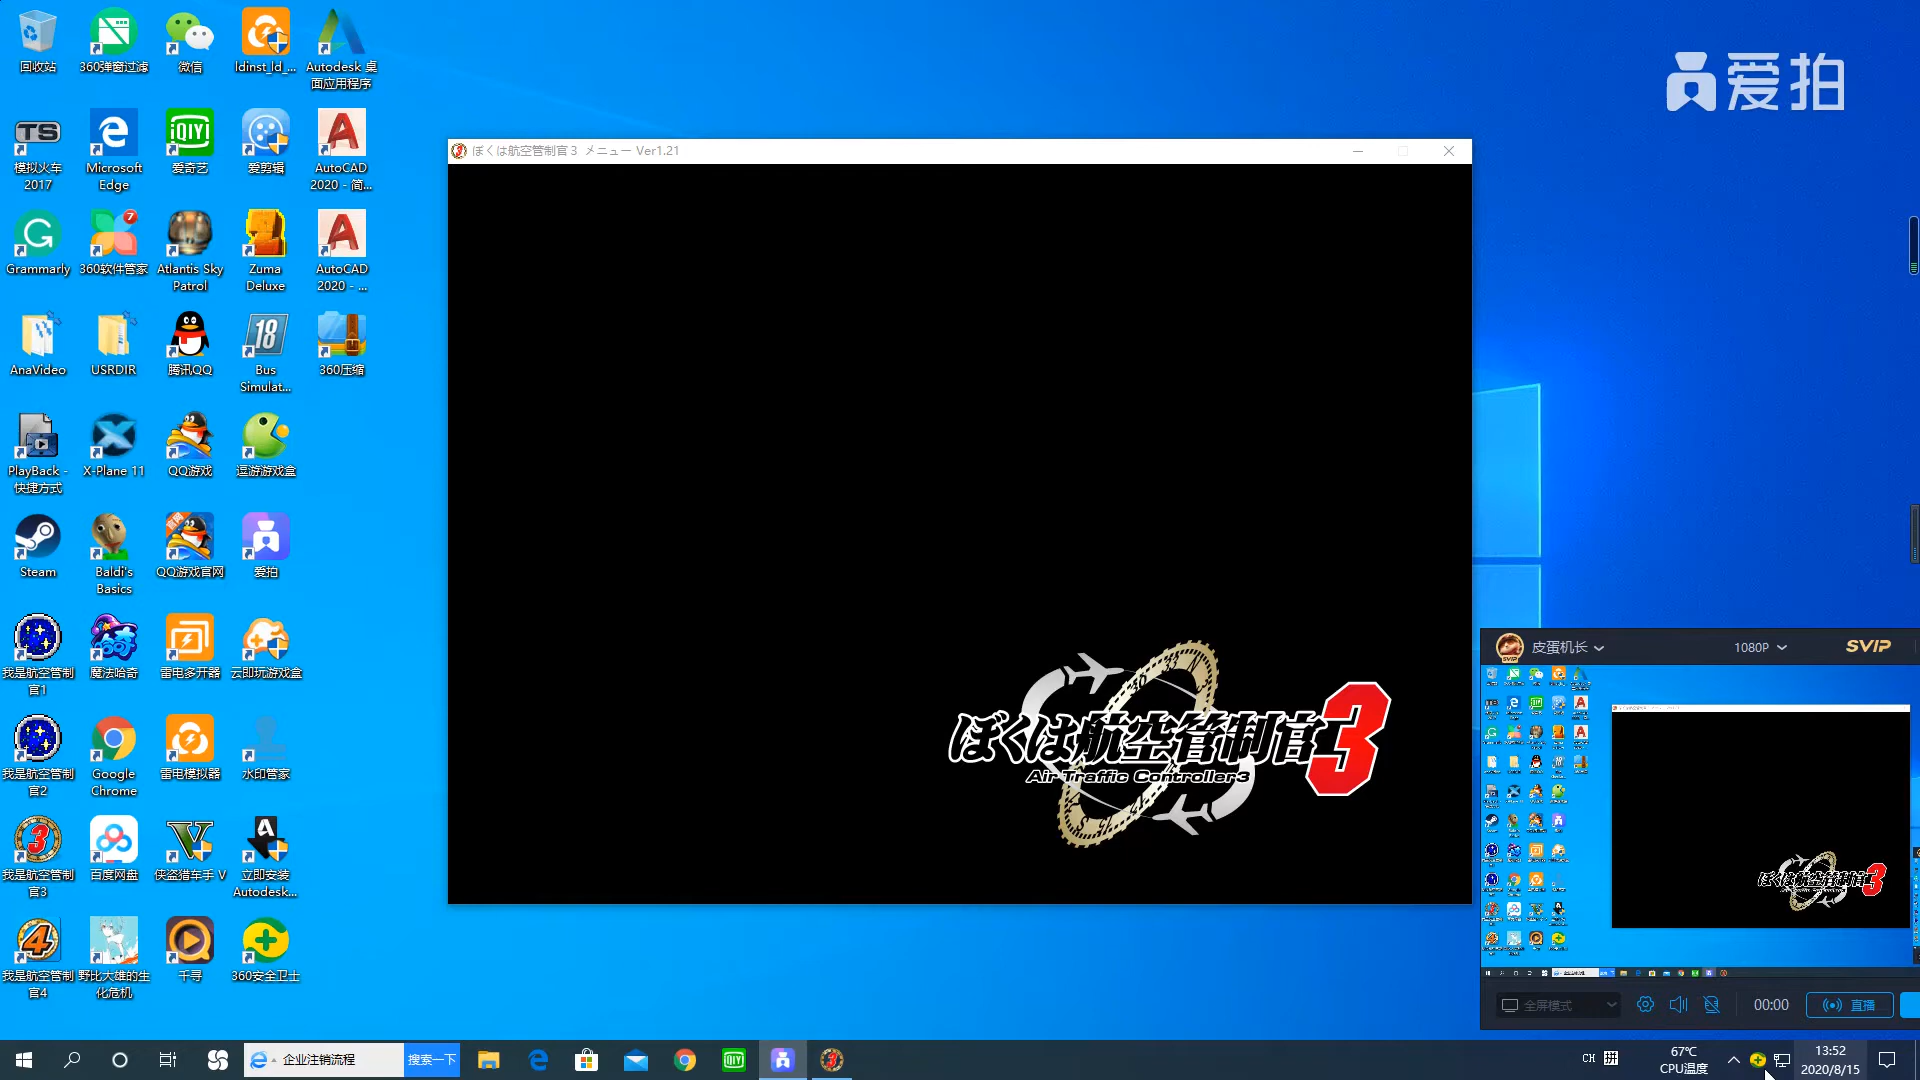 回收站
360弹窗过滤
微信
ldinst_ld_...
Autodesk 桌
面应用程序
模拟火车
2017
Microsoft
Edge
爱奇艺
爱剪辑
AutoCAD
2020 - 简...
Grammarly
360软件管家
Atlantis Sky
Patrol
Zuma
Deluxe
AutoCAD
2020 - ...
AnaVideo
USRDIR
腾讯QQ
Bus
Simulat...
360压缩
PlayBack -
快捷方式
X-Plane 11
QQ游戏
逗游游戏盒
Steam
Baldi's
Basics
QQ游戏官网
爱拍
我是航空管制
官1
魔法哈奇
雷电多开器
云即玩游戏盒
我是航空管制
官2
Google
Chrome
雷电模拟器
水印管家
我是航空管制
官3
百度网盘
侠盗猎车手 V
立即安装
Autodesk...
我是航空管制
官4
野比大雄的生
化危机
千寻
360安全卫士
爱拍
ぼくは航空管制官3 メニュー Ver1.21
ぼくは航空管制官3
Air Traffic Controller3
皮蛋机长
1080P
SVIP
全屏模式
00:00
直播
企业注销流程
搜索一下
CH
拼
67℃
CPU温度
13:52
2020/8/15